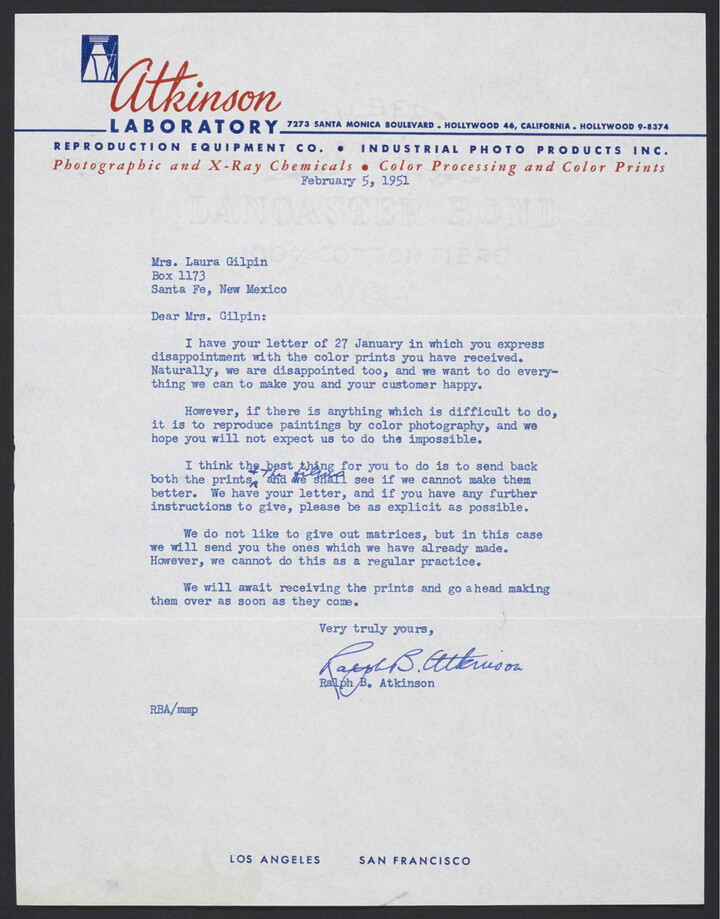 Atkinson
LABORATORY 7273 SANTA MONICA BOULEVARD . HOLLYWOOD 46, CALIFORNIA . HOLLYWOOD 9-8374
REPRODUCTION EQUIPMENT CO. • INDUSTRIAL PHOTO PRODUCTS INC.
Photographic and X-Ray Chemicals • Color Processing and Color Prints
February 5, 1951
Mrs. Laura Gilpin
Box 1173
Santa Fe, New Mexico
Dear Mrs. Gilpin:
I have your letter of 27 January in which you express
disappointment with the color prints you have received.
Naturally, we are disappointed too, and we want to do every-
thing we can to make you and your customer happy.
However, if there is anything which is difficult to do,
it is to reproduce paintings by color photography, and we
hope you will not expect us to do the impossible.
I think the best thing for you to do is to send back
+ the films
both the prints, and we shall see if we cannot make them
better. We have your letter, and if you have any further
instructions to give, please be as explicit as possible.
We do not like to give out matrices, but in this case
we will send you the ones which we have already made.
However, we cannot do this as a regular practice.
We will await receiving the prints and go ahead making
them over as soon as they come.
Very truly yours,
Ralph B. Atkinson
Ralph B. Atkinson
RBA/mmp
LOS ANGELES SAN FRANCISCO